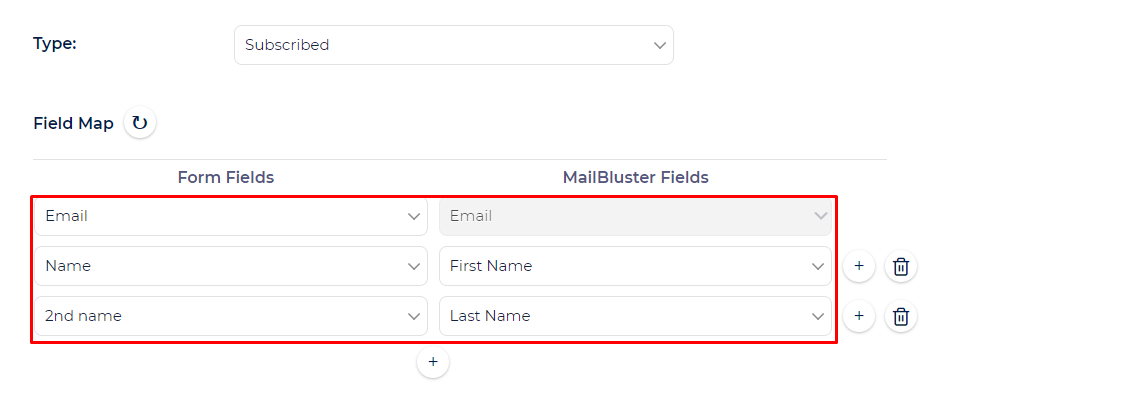 Type: Subscribed
Field Map
Form Fields MailBluster Fields
Email Email
Name First Name
2nd name Last Name